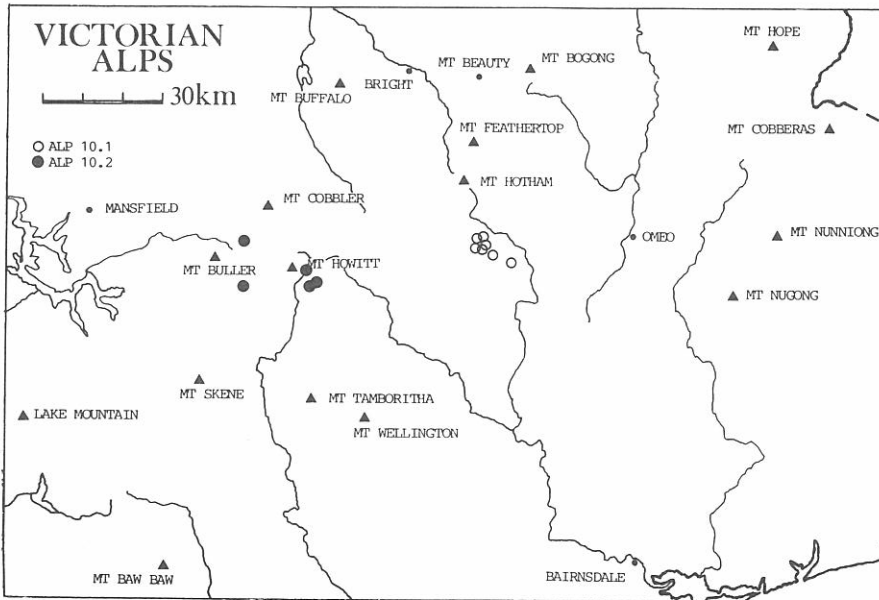 VICTORIAN
ALPS
30km
ALP 10.1
ALP 10.2
MT HOPE
MT BEAUTY
MT BOGONG
BRIGHT
MT BUFFALO
MT FEATHERTOP
MT COBBERAS
MT HOTHAM
MANSFIELD
MT COBBLER
OMEO
MT NUNNIONG
MT BULLER
MT HOWITT
MT NUGONG
MT SKENE
MT TAMBORITHA
LAKE MOUNTAIN
MT WELLINGTON
MT BAW BAW
BAIRNSDALE